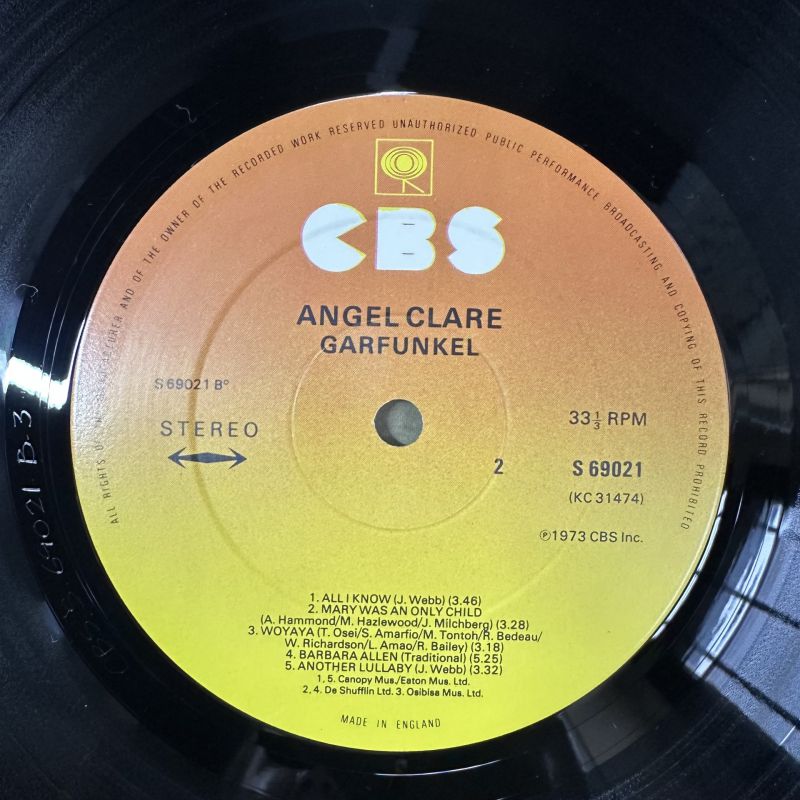 ALL RIGHTS OF THE MANUFACTURER AND OF THE OWNER OF THE RECORDED WORK RESERVED UNAUTHORIZED PUBLIC PERFORMANCE BROADCASTING AND COPYING OF THIS RECORD PROHIBITED
CBS
ANGEL CLARE
GARFUNKEL
S 69021 B°
STEREO
33⅓ RPM
2
S 69021
(KC 31474)
℗1973 CBS Inc.
1. ALL I KNOW (J. Webb) (3.46)
2. MARY WAS AN ONLY CHILD
(A. Hammond/M. Hazlewood/J. Milchberg) (3.28)
3. WOYAYA (T. Osei/S. Amarfio/M. Tontoh/R. Bedeau/
W. Richardson/L. Amao/R. Bailey) (3.18)
4. BARBARA ALLEN (Traditional) (5.25)
5. ANOTHER LULLABY (J. Webb) (3.32)
1, 5. Canopy Mus./Eaton Mus. Ltd.
2, 4. De Shufflin Ltd. 3. Osibisa Mus. Ltd.
MADE IN ENGLAND
69021 B-3